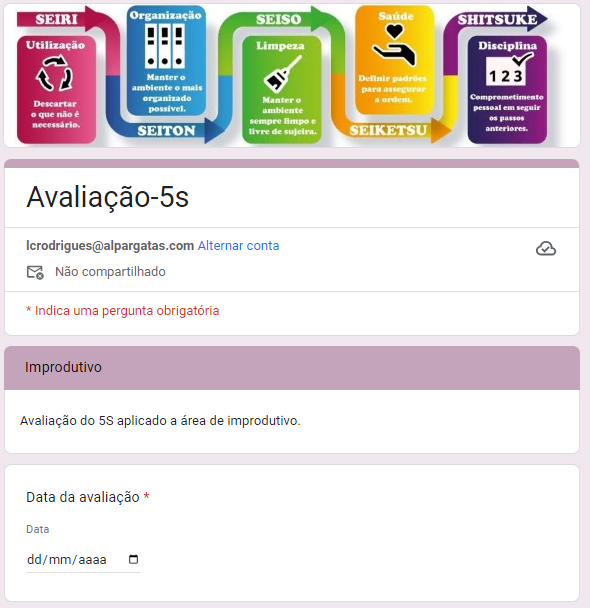 SEIRI
Utilização
Descartar
o que não é
necessário.
Organização
Manter o
ambiente o mais
organizado
possível.
SEITON
SEISO
Limpeza
Manter o
ambiente
sempre limpo e
livre de sujeira.
Saúde
Definir padrões
para assegurar
a ordem.
SEIKETSU
SHITSUKE
Disciplina
1 2 3
Comprometimento
pessoal em seguir
os passos
anteriores.
Avaliação-5s
lcrodrigues@alpargatas.com Alternar conta
Não compartilhado
* Indica uma pergunta obrigatória
Improdutivo
Avaliação do 5S aplicado a área de improdutivo.
Data da avaliação *
Data
dd/mm/aaaa